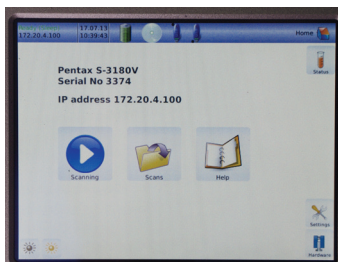 17.07.13
172.20.4.100 10:39:43
Home
Status
Pentax S-3180V
Serial No 3374
IP address 172.20.4.100
Scanning
Scans
Help
Settings
Hardware